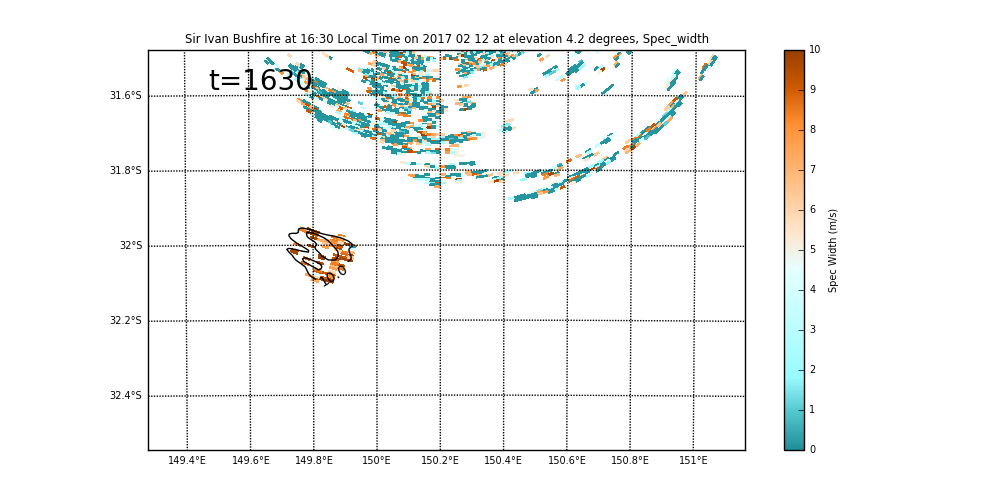 Sir Ivan Bushfire at 16:30 Local Time on 2017 02 12 at elevation 4.2 degrees, Spec_width
t=1630
31.6°S
31.8°S
32°S
32.2°S
32.4°S
149.4°E 149.6°E 149.8°E 150°E 150.2°E 150.4°E 150.6°E 150.8°E 151°E
10
9
8
7
6
5
4
3
2
1
0
Spec Width (m/s)